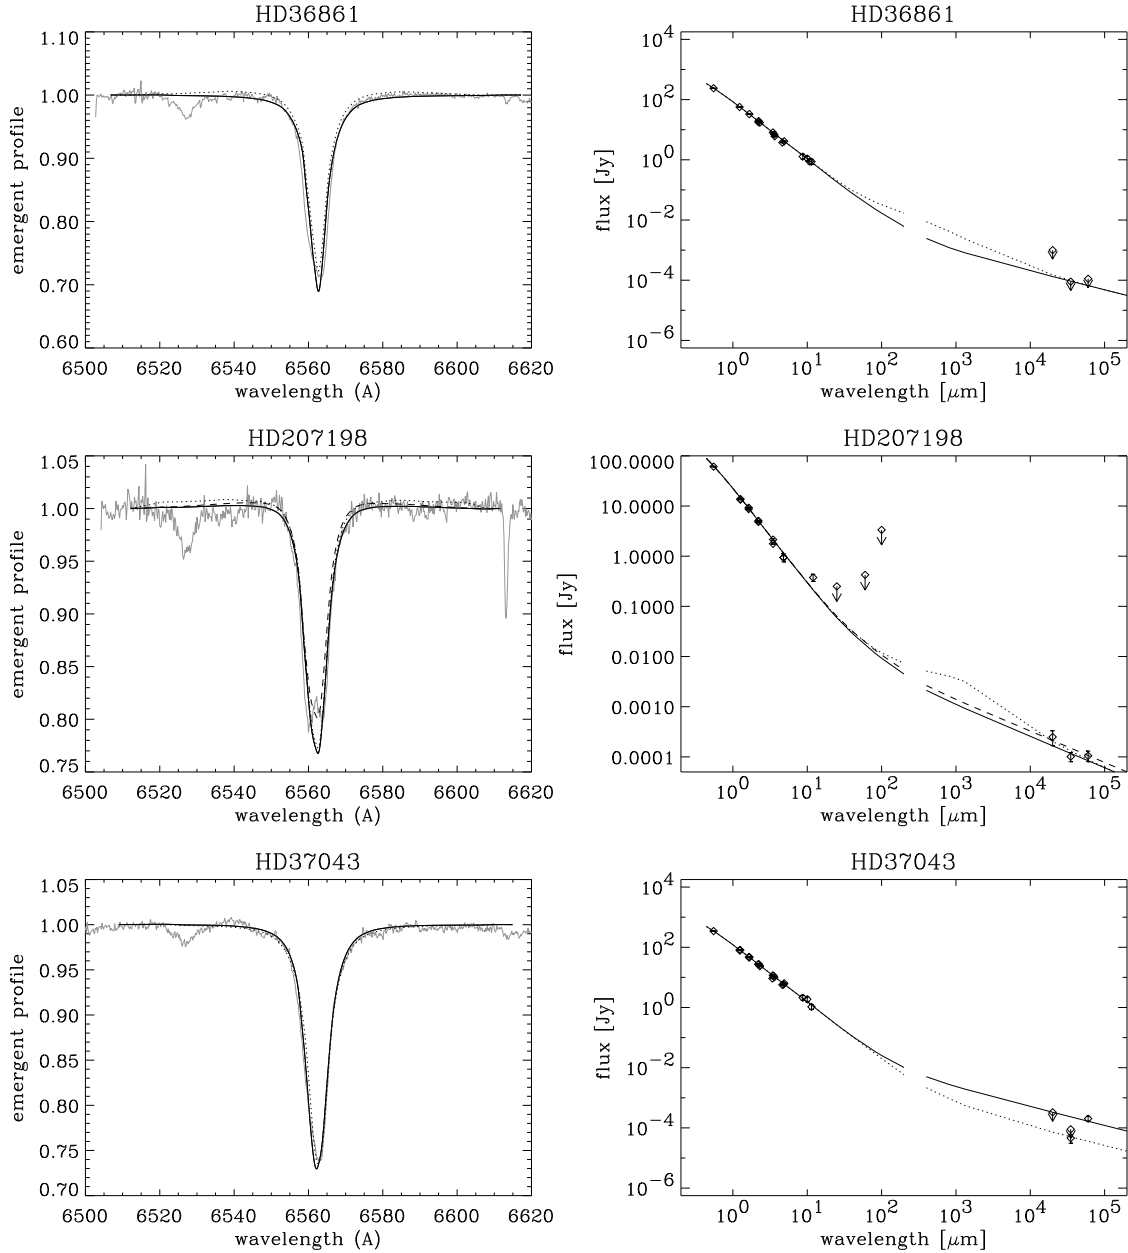 HD36861
emergent profile
1.10
1.00
0.90
0.80
0.70
0.60
6500 6520 6540 6560 6580 6600 6620
wavelength (A)
HD36861
flux [Jy]
10^4
10^2
10^0
10^-2
10^-4
10^-6
10^0 10^1 10^2 10^3 10^4 10^5
wavelength [μm]
HD207198
emergent profile
1.05
1.00
0.95
0.90
0.85
0.80
0.75
6500 6520 6540 6560 6580 6600 6620
wavelength (A)
HD207198
flux [Jy]
100.0000
10.0000
1.0000
0.1000
0.0100
0.0010
0.0001
10^0 10^1 10^2 10^3 10^4 10^5
wavelength [μm]
HD37043
emergent profile
1.05
1.00
0.95
0.90
0.85
0.80
0.75
0.70
6500 6520 6540 6560 6580 6600 6620
wavelength (A)
HD37043
flux [Jy]
10^4
10^2
10^0
10^-2
10^-4
10^-6
10^0 10^1 10^2 10^3 10^4 10^5
wavelength [μm]